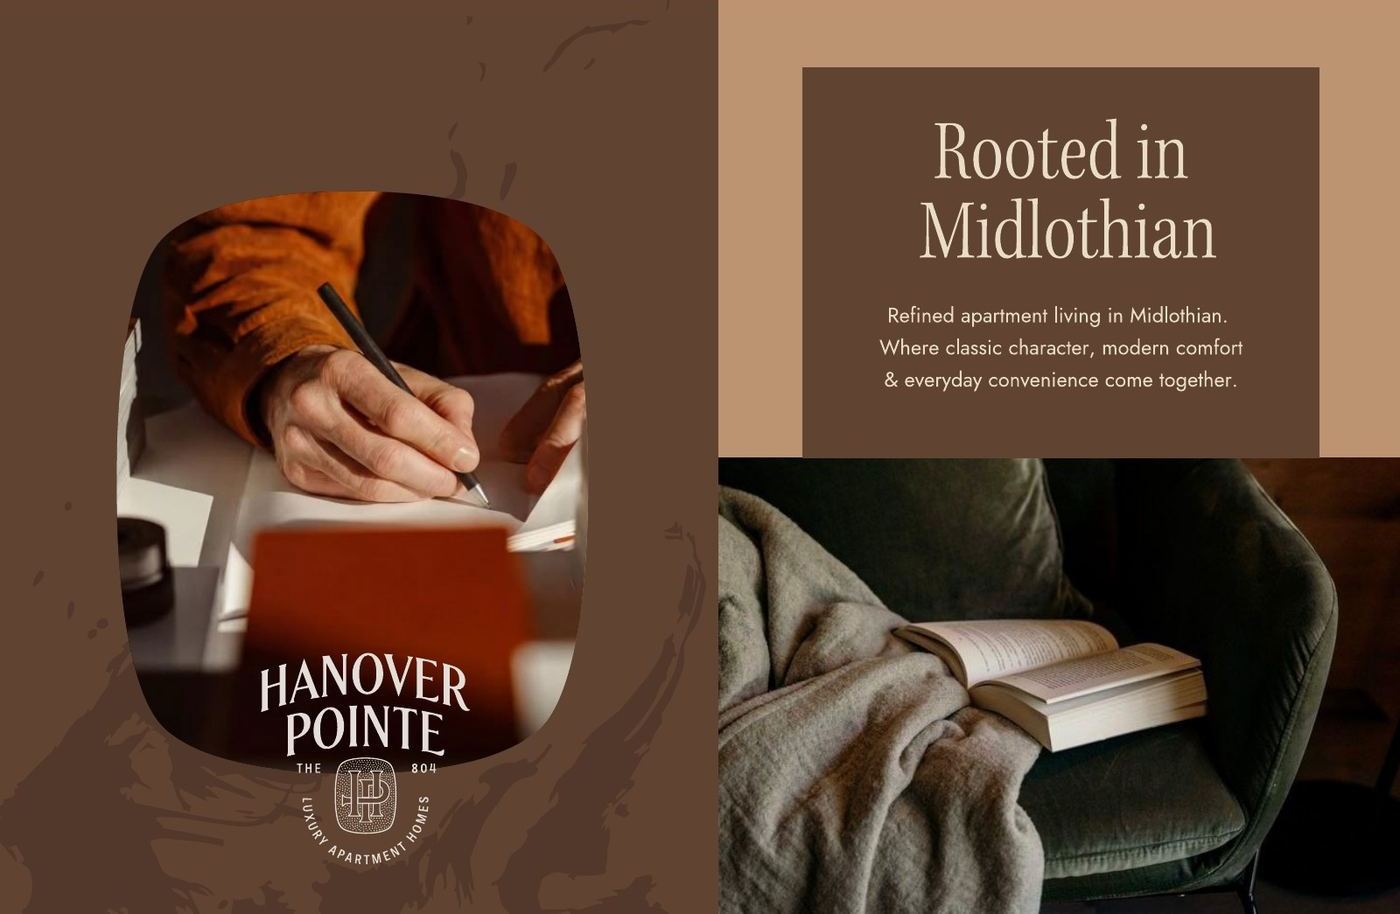 HANOVER
POINTE
THE 804
HP
LUXURY APARTMENT HOMES
Rooted in
Midlothian
Refined apartment living in Midlothian.
Where classic character, modern comfort
& everyday convenience come together.